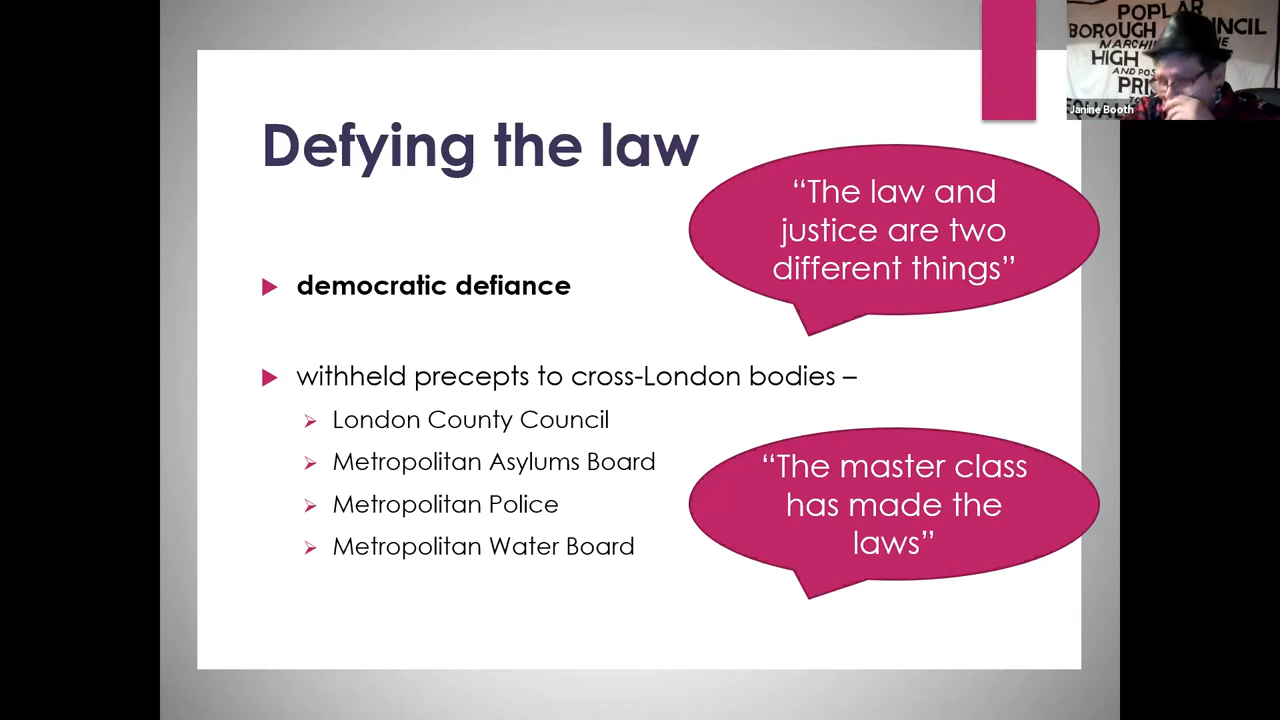 Defying the law
“The law and
justice are two
different things”
democratic defiance
withheld precepts to cross-London bodies –
London County Council
Metropolitan Asylums Board
Metropolitan Police
Metropolitan Water Board
“The master class
has made the
laws”
POPLAR
BOROUGH
HIGH
AND
Janine Booth